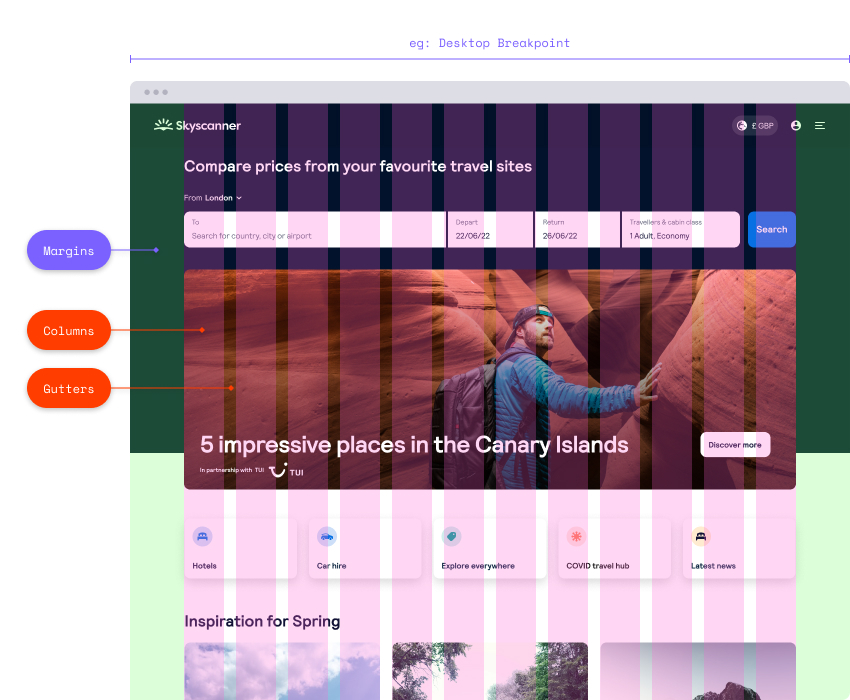 eg: Desktop Breakpoint
Skyscanner
£ GBP
Compare prices from your favourite travel sites
From London
To
Search for country, city or airport
Depart
22/06/22
Return
26/06/22
Travellers & cabin class
1 Adult, Economy
Search
Margins
Columns
Gutters
5 impressive places in the Canary Islands
Discover more
In partnership with TUI
TUI
Hotels
Car hire
Explore everywhere
COVID travel hub
Latest news
Inspiration for Spring